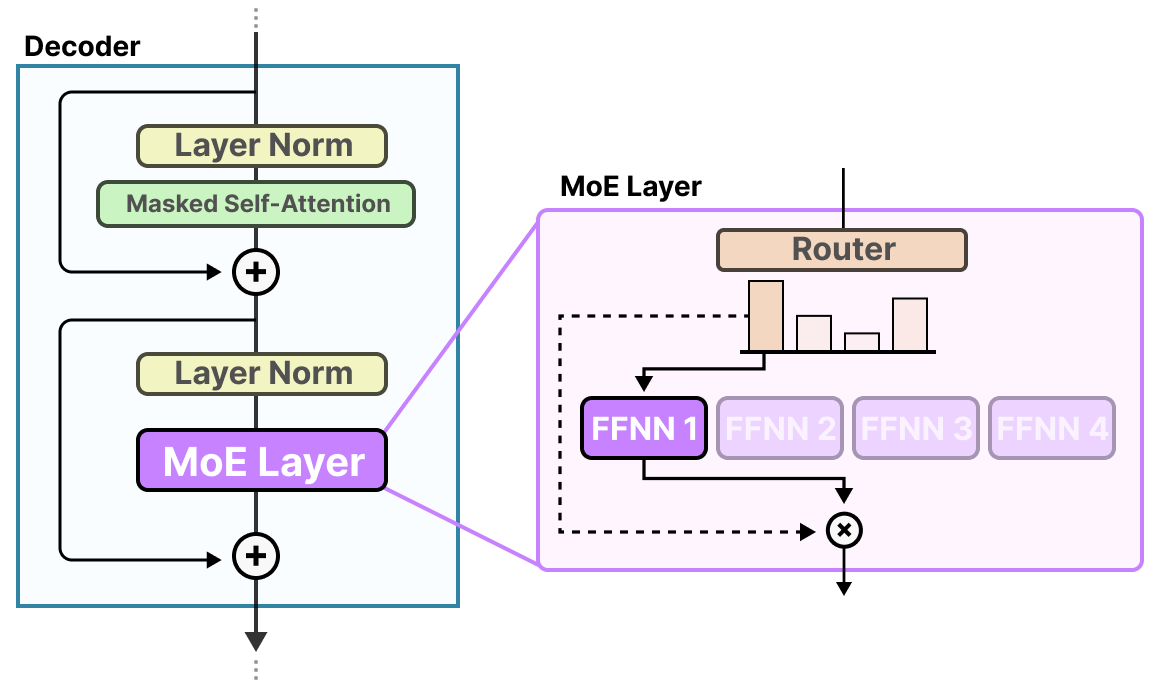 Decoder
Layer Norm
Masked Self-Attention
Layer Norm
MoE Layer
MoE Layer
Router
FFNN 1
FFNN 2
FFNN 3
FFNN 4